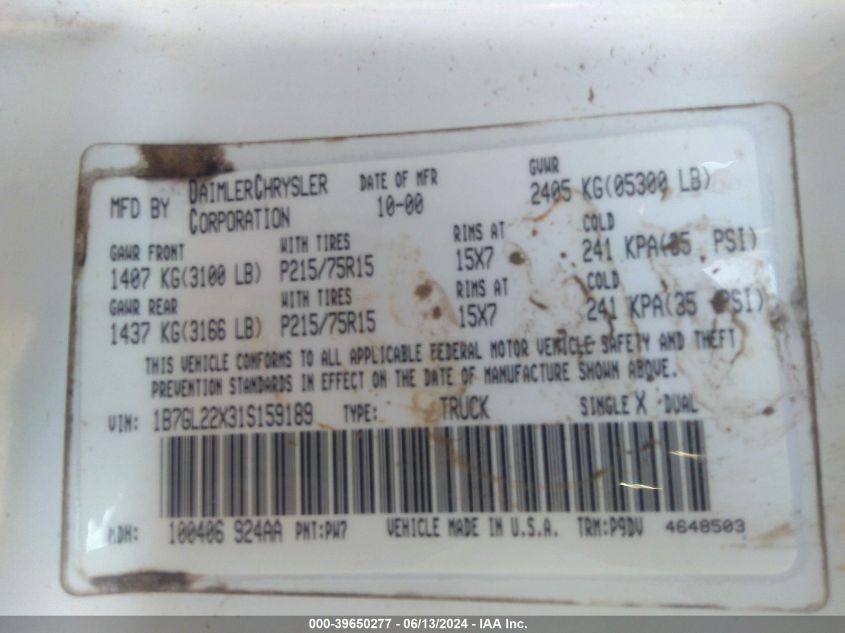 MFD BY DAIMLERCHRYSLER CORPORATION DATE OF MFR 10-00 GVWR 2405 KG(05300 LB)
GAWR FRONT WITH TIRES RIMS AT COLD
1407 KG(3100 LB) P215/75R15 15X7 241 KPA(35 PSI)
GAWR REAR WITH TIRES RIMS AT COLD
1437 KG(3166 LB) P215/75R15 15X7 241 KPA(35 PSI)
THIS VEHICLE CONFORMS TO ALL APPLICABLE FEDERAL MOTOR VEHICLE SAFETY AND THEFT
PREVENTION STANDARDS IN EFFECT ON THE DATE OF MANUFACTURE SHOWN ABOVE.
VIN: 1B7GL22X31S159189 TYPE: TRUCK SINGLE X DUAL
MDH: 100406 924AA PNT:PW7 VEHICLE MADE IN U.S.A. TRM:P9DV 4648503
000-39650277 - 06/13/2024 - IAA Inc.